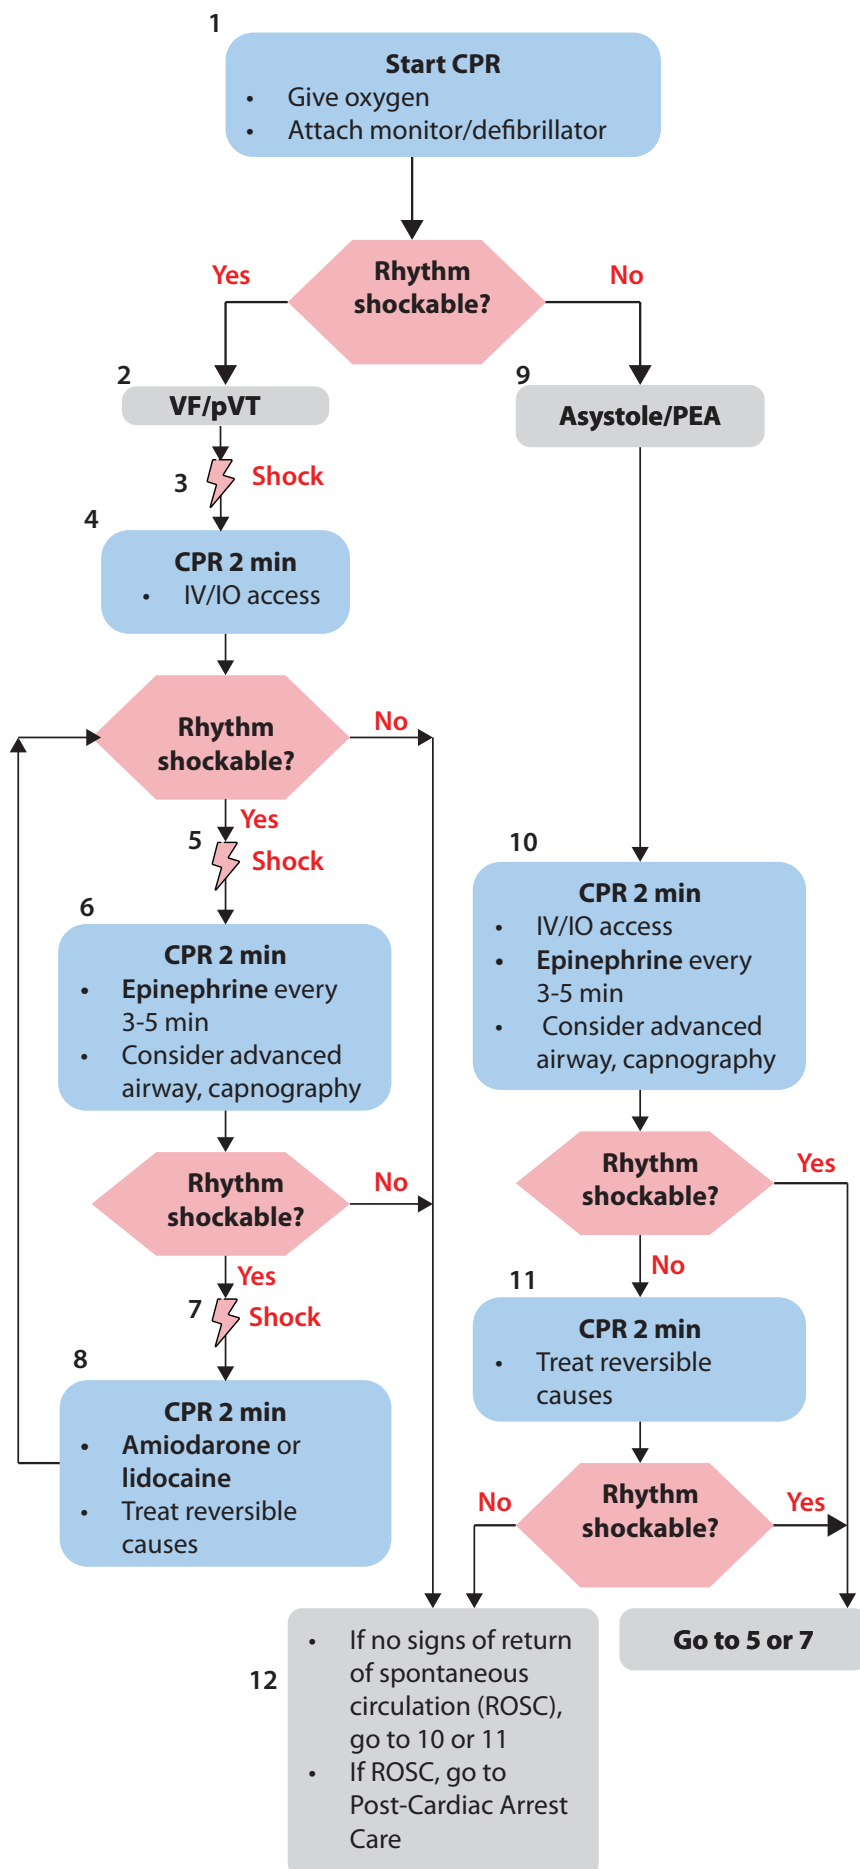 1
Start CPR
• Give oxygen
• Attach monitor/defibrillator
Rhythm
shockable?
Yes
No
2
VF/pVT
3
Shock
4
CPR 2 min
• IV/IO access
Rhythm
shockable?
No
Yes
5
Shock
6
CPR 2 min
• Epinephrine every
3-5 min
• Consider advanced
airway, capnography
Rhythm
shockable?
No
Yes
7
Shock
8
CPR 2 min
• Amiodarone or
lidocaine
• Treat reversible
causes
9
Asystole/PEA
10
CPR 2 min
• IV/IO access
• Epinephrine every
3-5 min
• Consider advanced
airway, capnography
Rhythm
shockable?
Yes
No
11
CPR 2 min
• Treat reversible
causes
Rhythm
shockable?
No
Yes
12
• If no signs of return
of spontaneous
circulation (ROSC),
go to 10 or 11
• If ROSC, go to
Post-Cardiac Arrest
Care
Go to 5 or 7